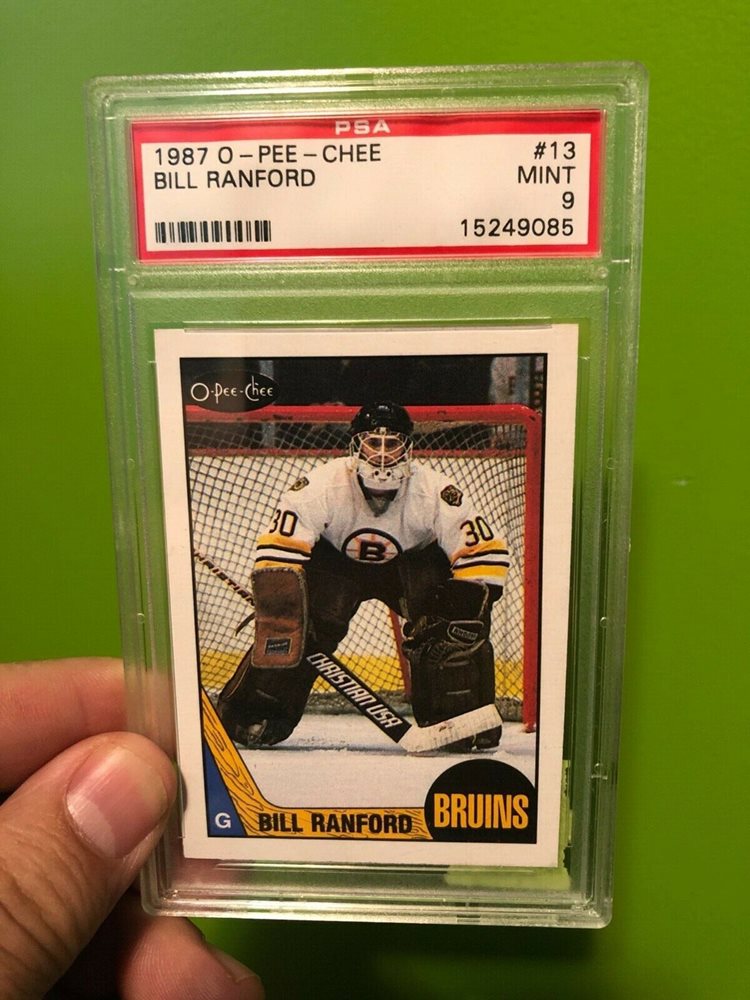 PSA
1987 O-PEE-CHEE #13
BILL RANFORD MINT
9
15249085
O-Pee-Chee
30 30
B
CHRISTIAN USA
G BILL RANFORD BRUINS